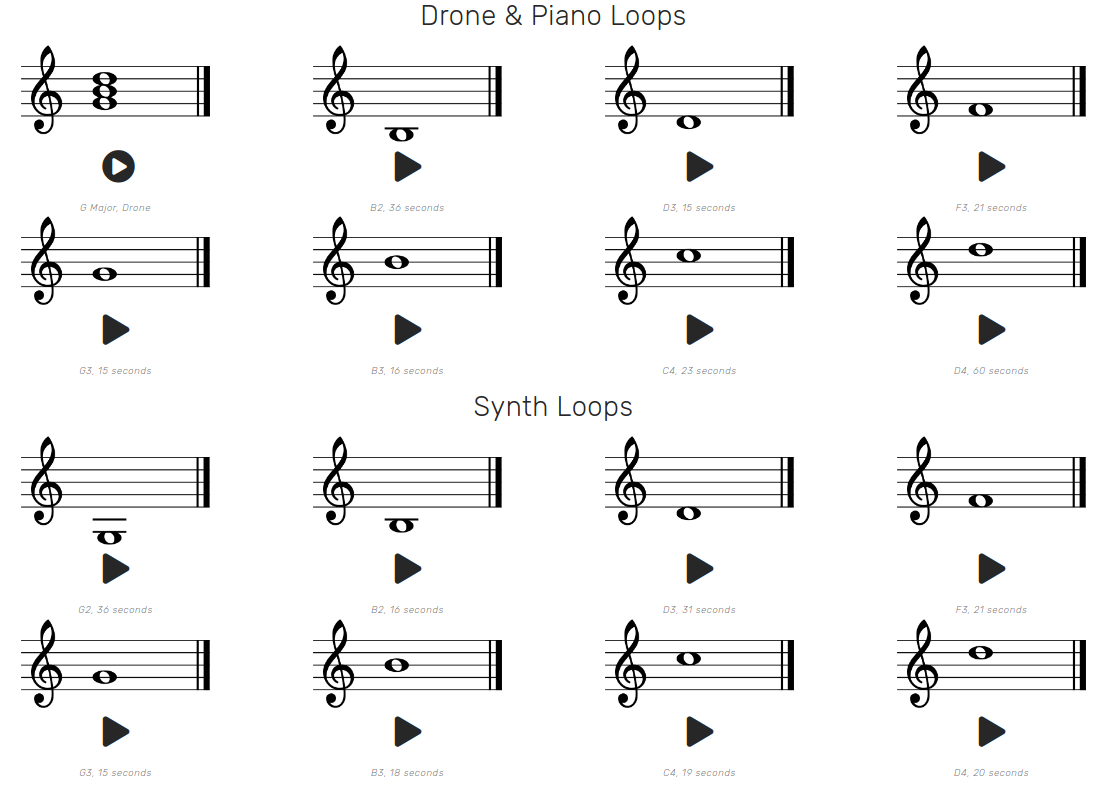 Drone & Piano Loops
G Major, Drone
B2, 36 seconds
D3, 15 seconds
F3, 21 seconds
G3, 15 seconds
B3, 16 seconds
C4, 23 seconds
D4, 60 seconds
Synth Loops
G2, 36 seconds
B2, 16 seconds
D3, 31 seconds
F3, 21 seconds
G3, 15 seconds
B3, 18 seconds
C4, 19 seconds
D4, 20 seconds